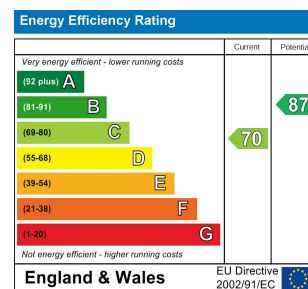 Energy Efficiency Rating
Current Potentia
Very energy efficient - lower running costs
(92 plus) A
(81-91) B
87
(69-80) C
70
(55-68) D
(39-54) E
(21-38) F
(1-20) G
Not energy efficient - higher running costs
England & Wales
EU Directive
2002/91/EC